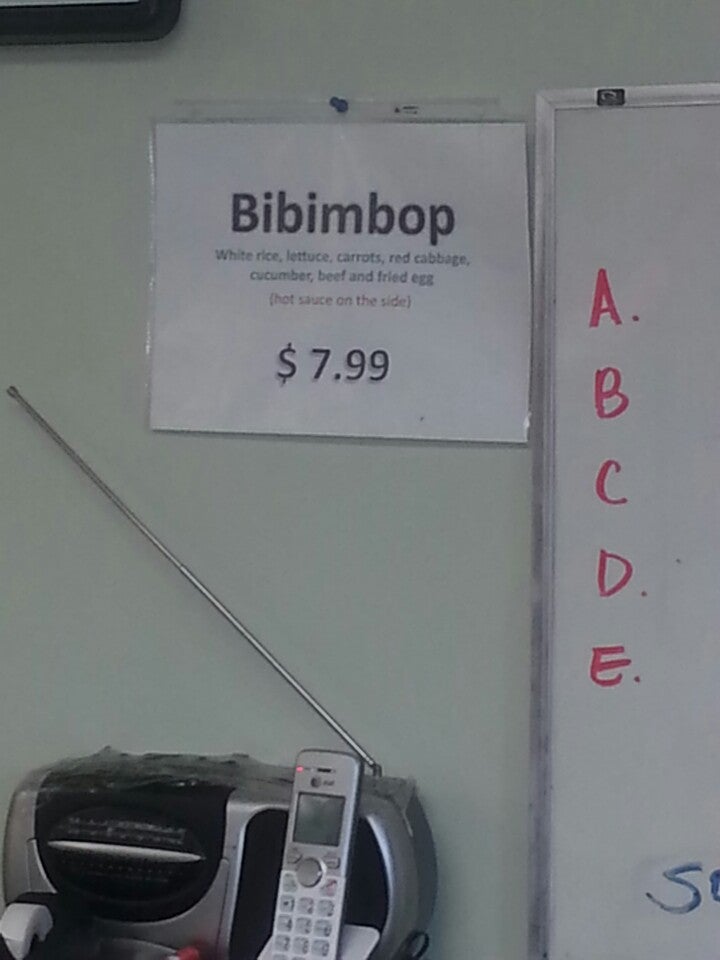 Bibimbop
White rice, lettuce, carrots, red cabbage,
cucumber, beef and fried egg
(hot sauce on the side)
$ 7.99
A.
B
C
D.
E.
at&t